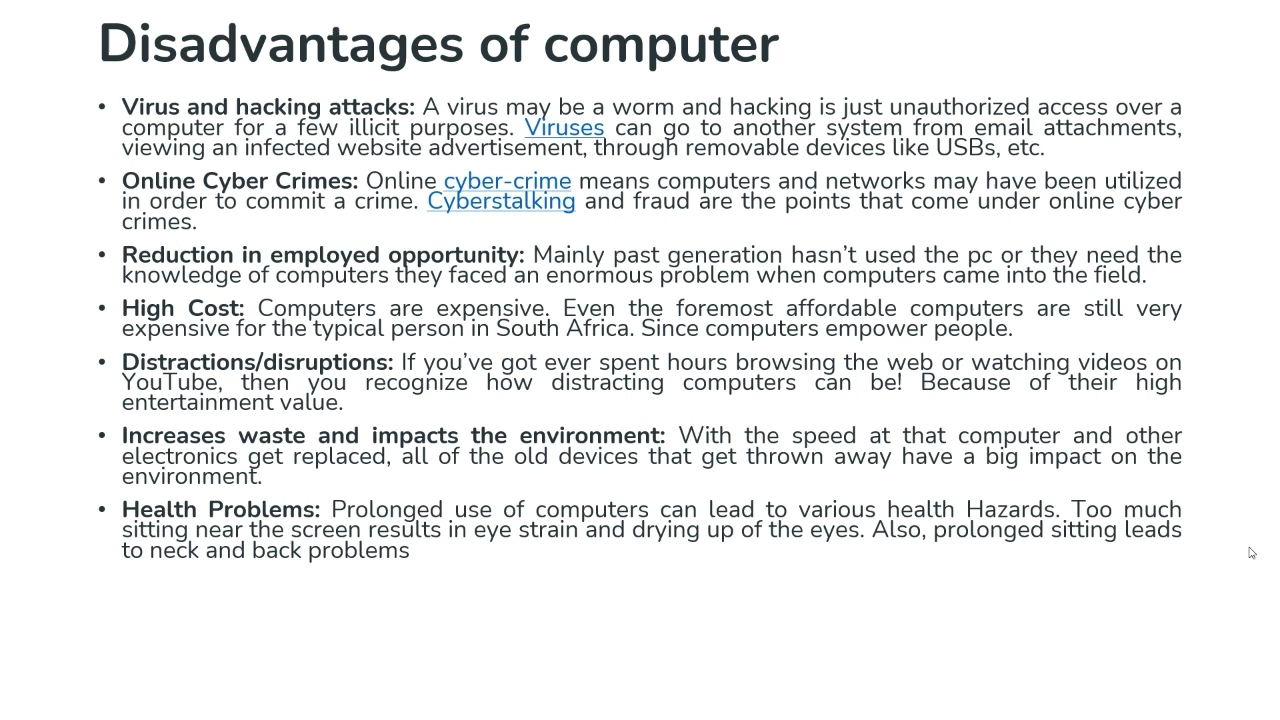 Disadvantages of computer
• Virus and hacking attacks: A virus may be a worm and hacking is just unauthorized access over a
computer for a few illicit purposes. Viruses can go to another system from email attachments,
viewing an infected website advertisement, through removable devices like USBs, etc.
• Online Cyber Crimes: Online cyber-crime means computers and networks may have been utilized
in order to commit a crime. Cyberstalking and fraud are the points that come under online cyber
crimes.
• Reduction in employed opportunity: Mainly past generation hasn’t used the pc or they need the
knowledge of computers they faced an enormous problem when computers came into the field.
• High Cost: Computers are expensive. Even the foremost affordable computers are still very
expensive for the typical person in South Africa. Since computers empower people.
• Distractions/disruptions: If you’ve got ever spent hours browsing the web or watching videos on
YouTube, then you recognize how distracting computers can be! Because of their high
entertainment value.
• Increases waste and impacts the environment: With the speed at that computer and other
electronics get replaced, all of the old devices that get thrown away have a big impact on the
environment.
• Health Problems: Prolonged use of computers can lead to various health Hazards. Too much
sitting near the screen results in eye strain and drying up of the eyes. Also, prolonged sitting leads
to neck and back problems